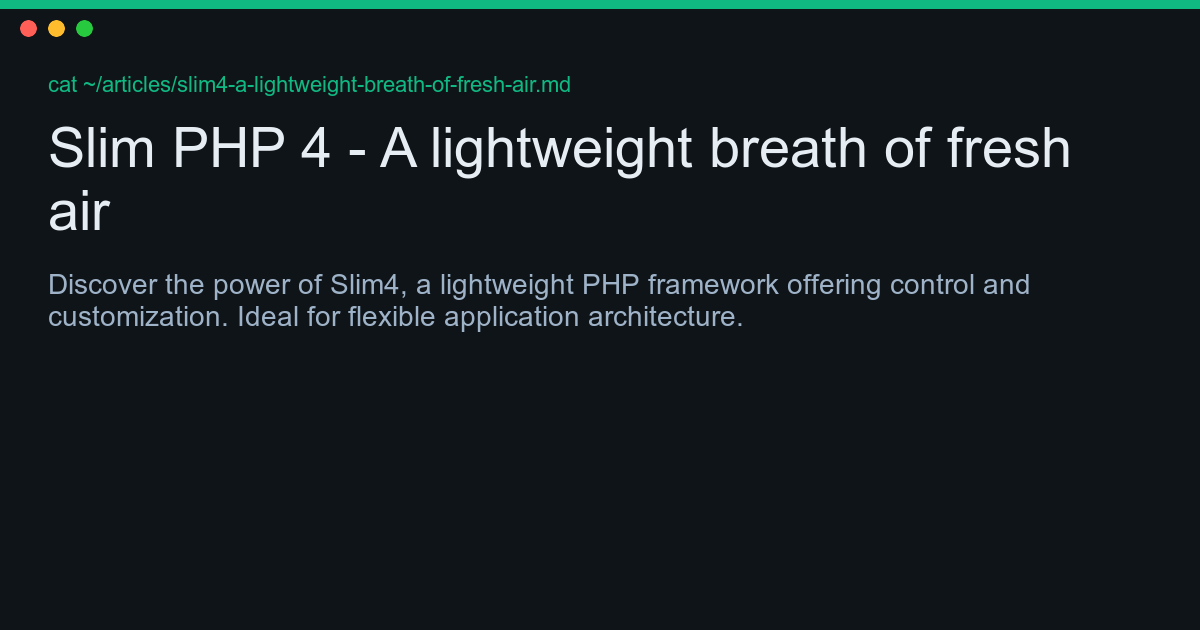 cat ~/articles/slim4-a-lightweight-breath-of-fresh-air.md
Slim PHP 4 - A lightweight breath of fresh
air
Discover the power of Slim4, a lightweight PHP framework offering control and
customization. Ideal for flexible application architecture.